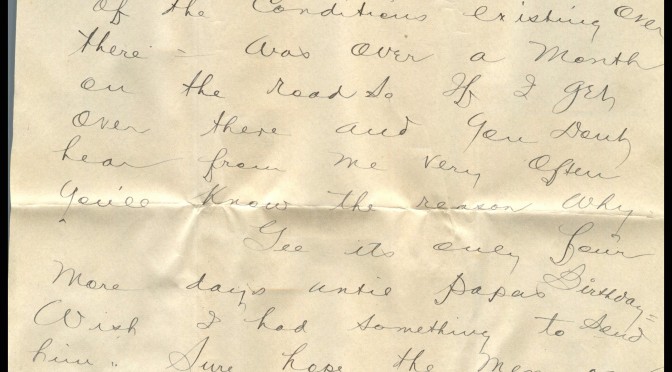 of the Conditions existing over
there – was over a Month
on the road so If I get
over there and you Dont
hear from me very often
you'll know the reason why
Gee its only four
More days until Papas Birthday =
Wish I had something to send
him. Sure hope the Men